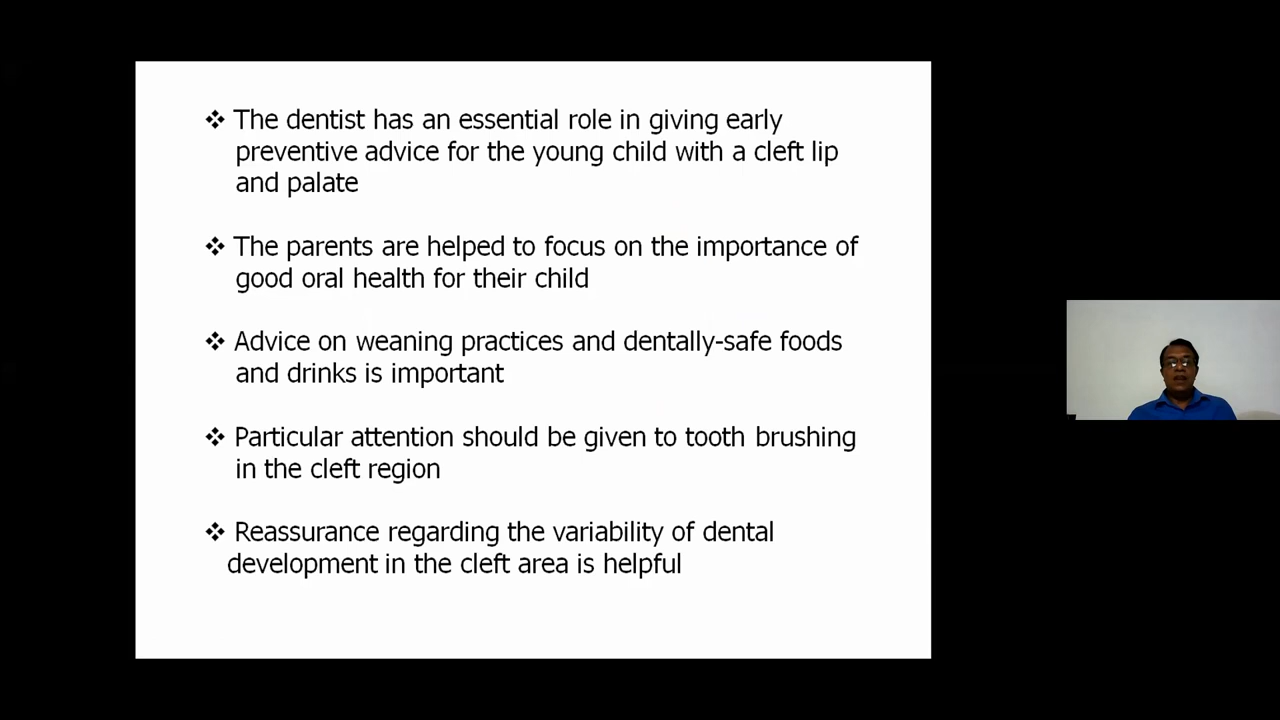 ❖ The dentist has an essential role in giving early
preventive advice for the young child with a cleft lip
and palate
❖ The parents are helped to focus on the importance of
good oral health for their child
❖ Advice on weaning practices and dentally-safe foods
and drinks is important
❖ Particular attention should be given to tooth brushing
in the cleft region
❖ Reassurance regarding the variability of dental
development in the cleft area is helpful